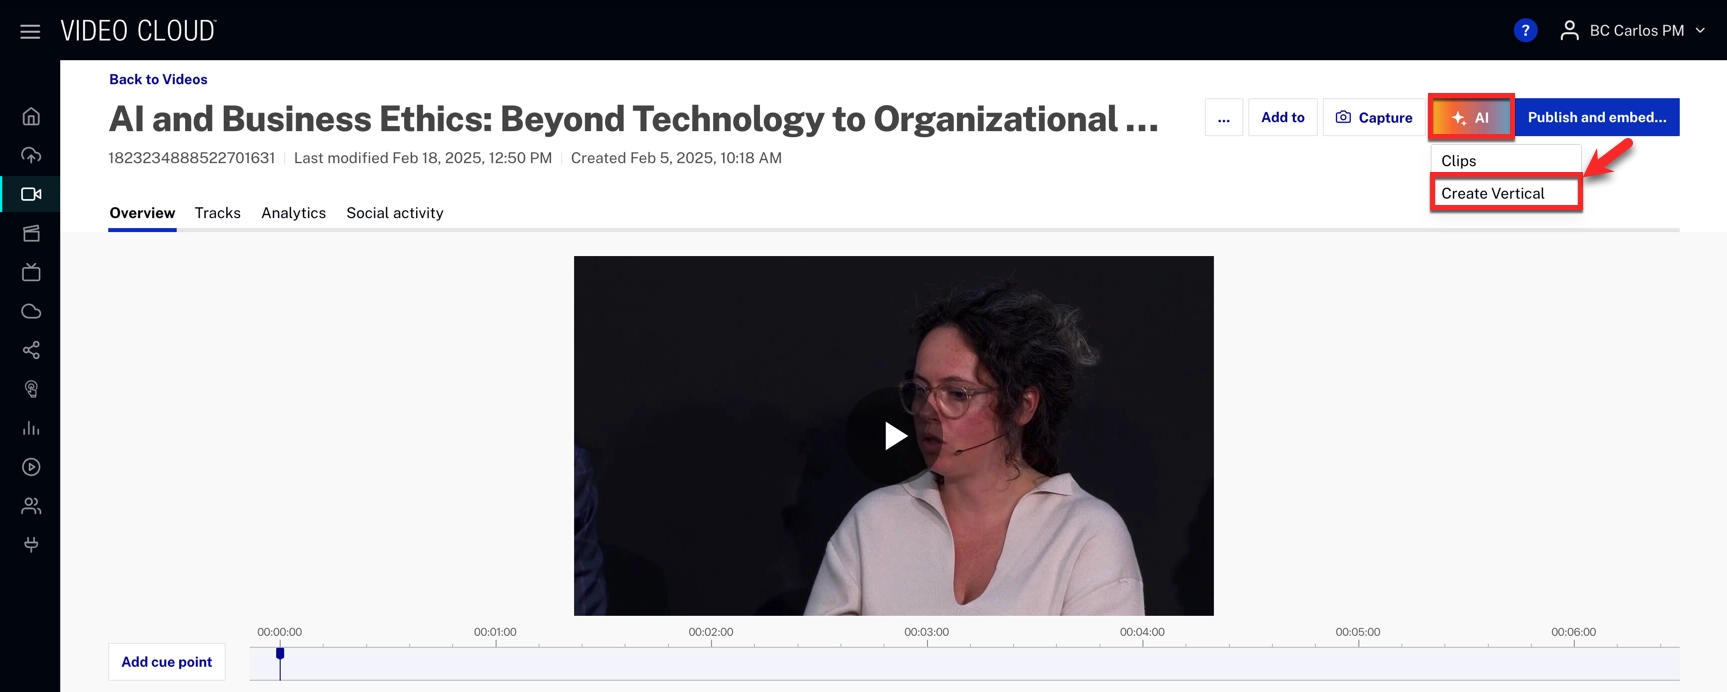 VIDEO CLOUD™
?
BC Carlos PM
Back to Videos
AI and Business Ethics: Beyond Technology to Organizational ...
...
Add to
Capture
AI
Publish and embed...
1823234888522701631
Last modified Feb 18, 2025, 12:50 PM
Created Feb 5, 2025, 10:18 AM
Clips
Create Vertical
Overview
Tracks
Analytics
Social activity
00:00:00
00:01:00
00:02:00
00:03:00
00:04:00
00:05:00
00:06:00
Add cue point